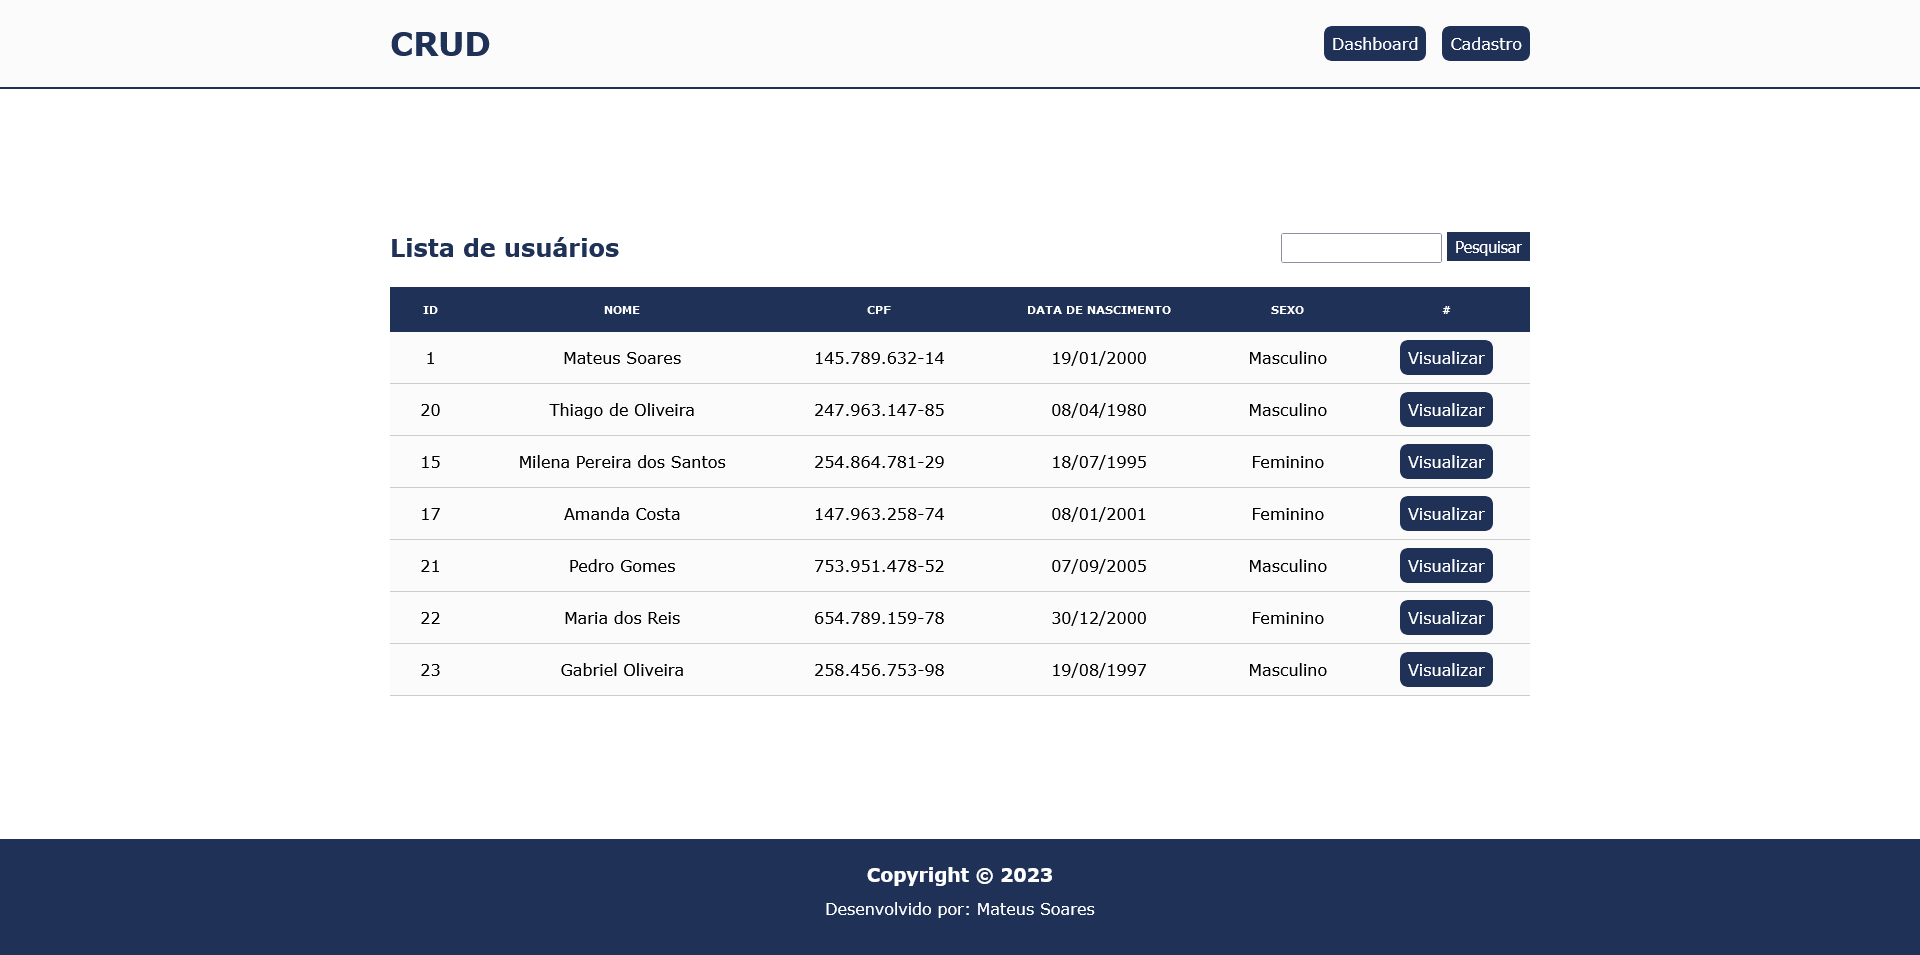 CRUD Dashboard Cadastro
Lista de usuários Pesquisar
ID NOME CPF DATA DE NASCIMENTO SEXO #
1 Mateus Soares 145.789.632-14 19/01/2000 Masculino Visualizar
20 Thiago de Oliveira 247.963.147-85 08/04/1980 Masculino Visualizar
15 Milena Pereira dos Santos 254.864.781-29 18/07/1995 Feminino Visualizar
17 Amanda Costa 147.963.258-74 08/01/2001 Feminino Visualizar
21 Pedro Gomes 753.951.478-52 07/09/2005 Masculino Visualizar
22 Maria dos Reis 654.789.159-78 30/12/2000 Feminino Visualizar
23 Gabriel Oliveira 258.456.753-98 19/08/1997 Masculino Visualizar
Copyright © 2023
Desenvolvido por: Mateus Soares